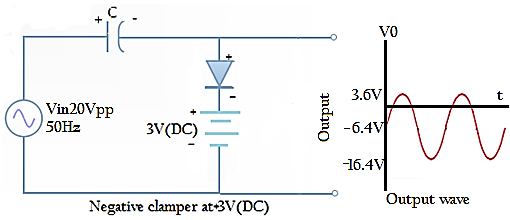 + C -
V0
Vin20Vpp
50Hz
+
-
+
3V(DC)
-
Output
3.6V
t
-6.4V
-16.4V
Negative clamper at+3V(DC)
Output wave